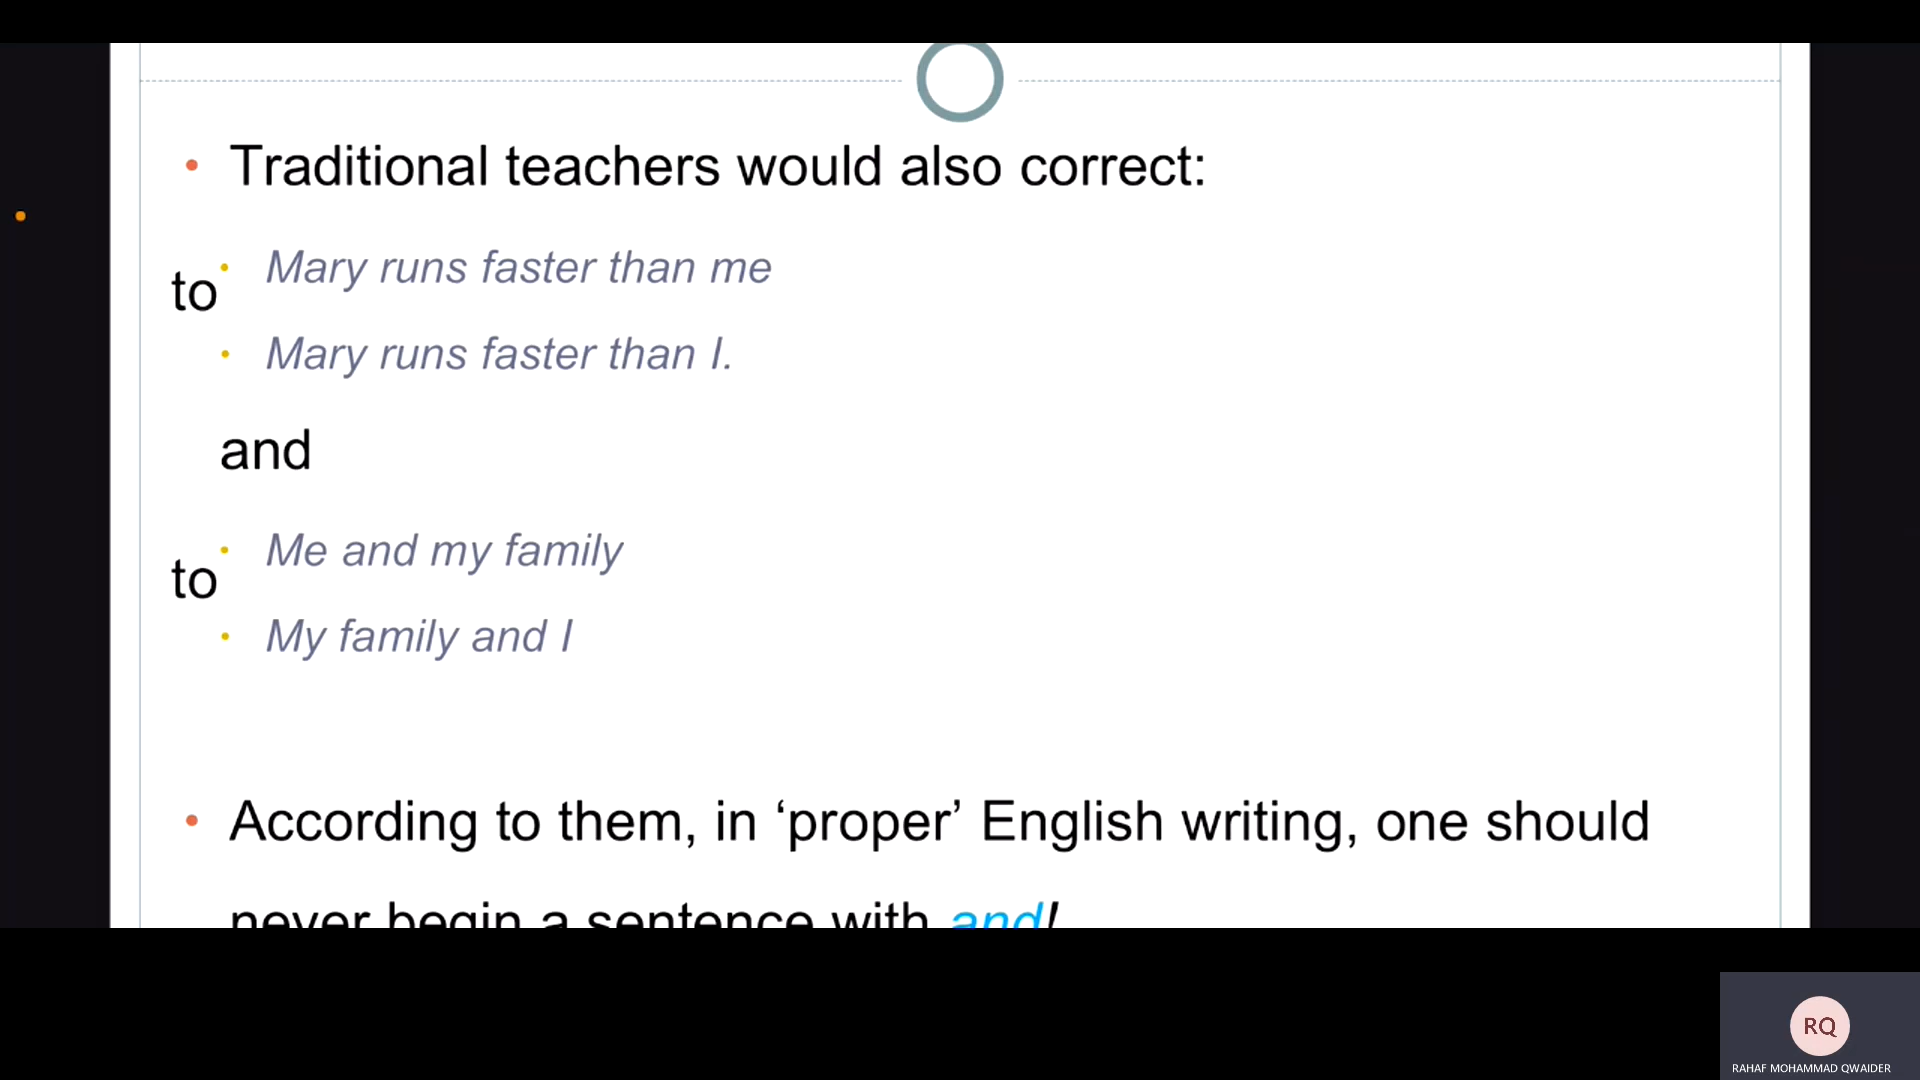 Traditional teachers would also correct:
Mary runs faster than me
to
Mary runs faster than I.
and
Me and my family
to
My family and I
According to them, in ‘proper’ English writing, one should
never begin a sentence with and!
RQ
RAHAF MOHAMMAD QWAIDER